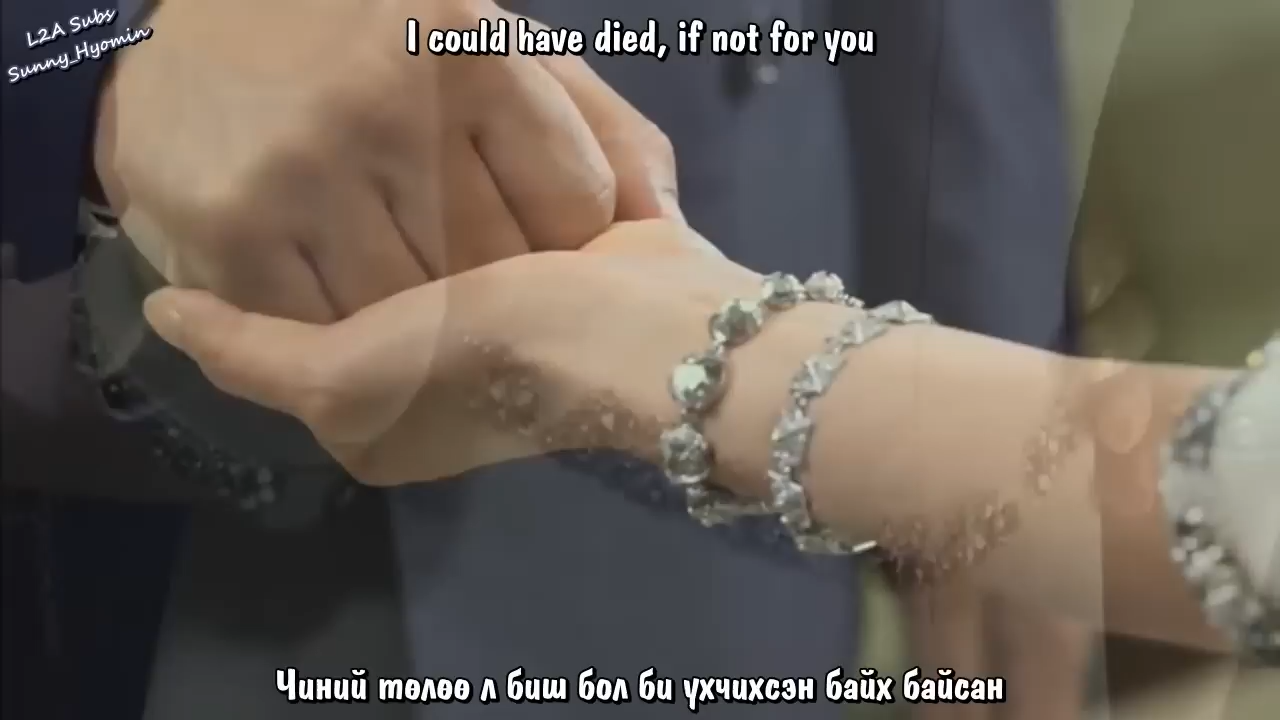 L2A Subs
Sunny_Hyomin
I could have died, if not for you
Чиний төлөө л биш бол би үхчихсэн байх байсан